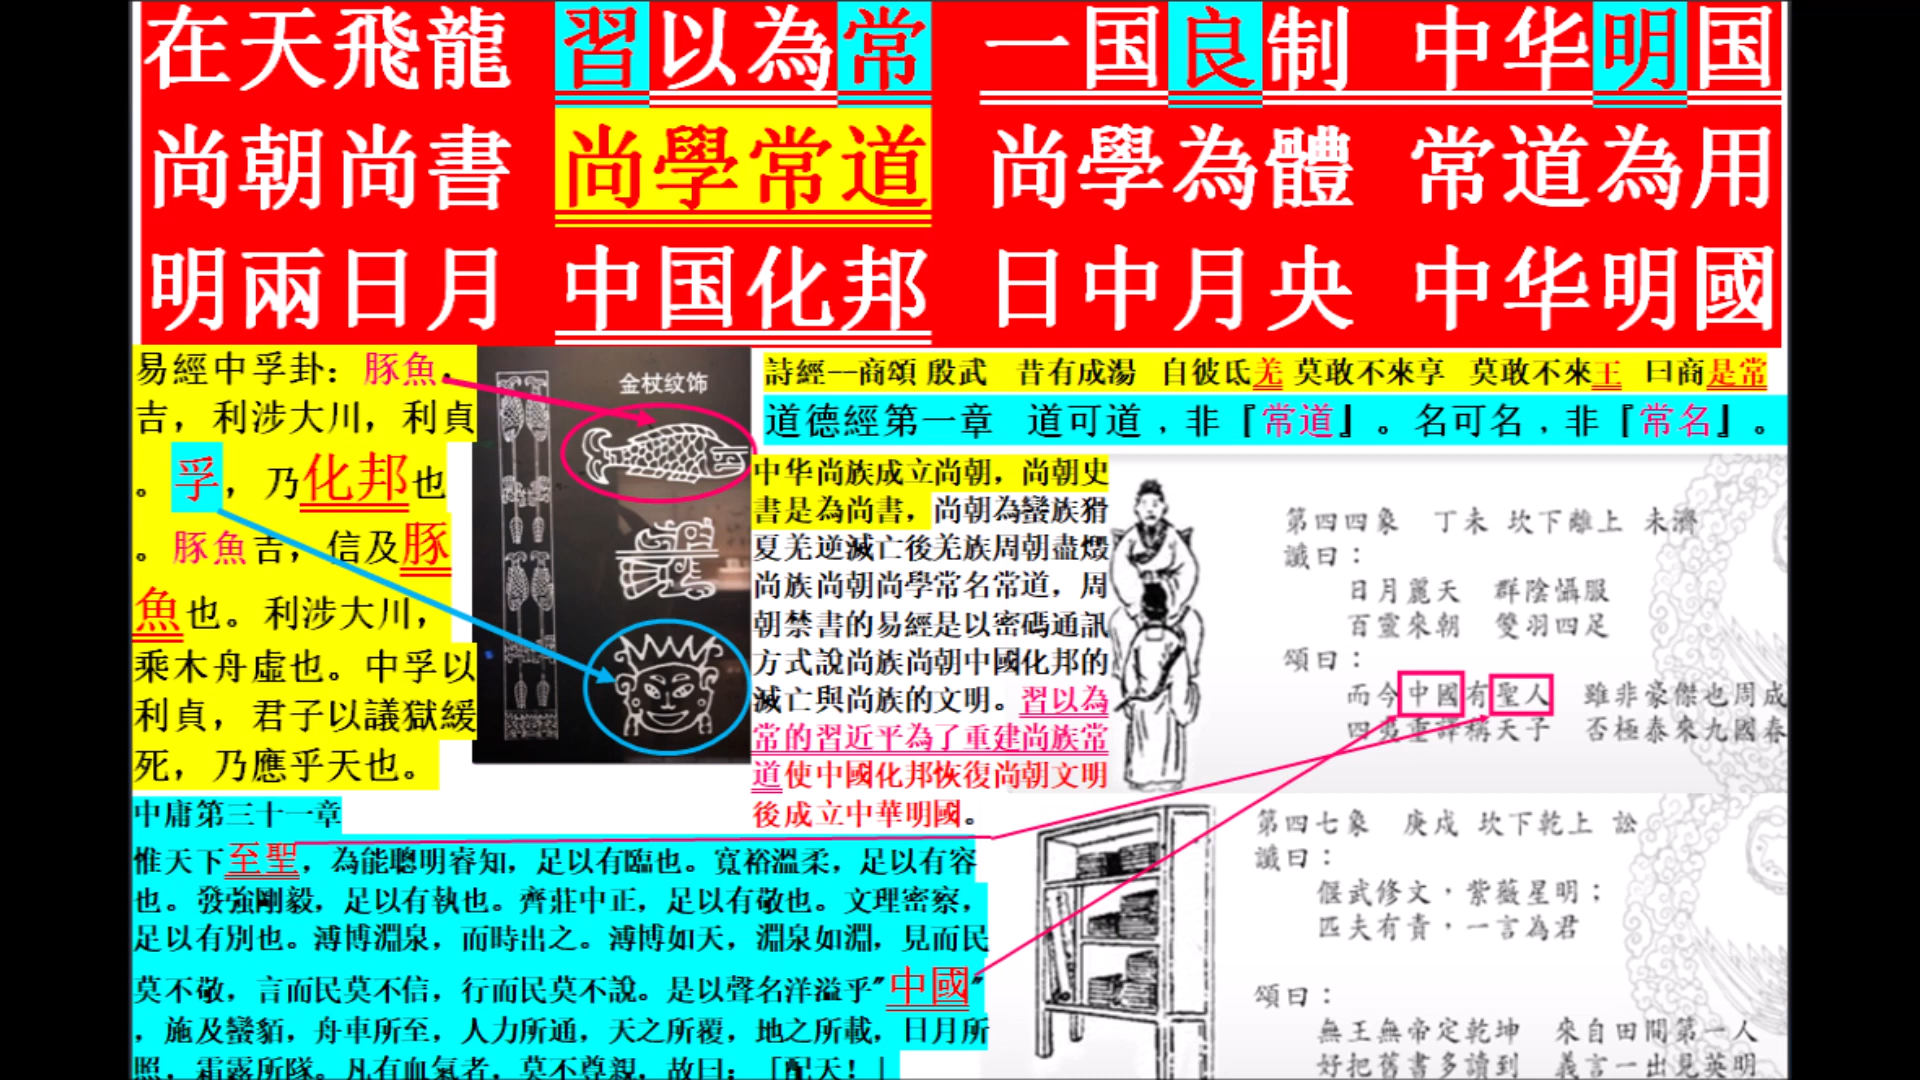 在天飛龍 習以為常 一国良制 中华明国
尚朝尚書 尚學常道 尚學為體 常道為用
明兩日月 中国化邦 日中月央 中华明國
易經中孚卦：豚魚，
吉，利涉大川，利貞
。孚，乃化邦也
。豚魚吉，信及豚
魚也。利涉大川，
乘木舟虛也。中孚以
利貞，君子以議獄緩
死，乃應乎天也。
金杖纹饰
詩經--商頌 殷武 昔有成湯 自彼氐羌 莫敢不來享 莫敢不來王 曰商是常
道德經第一章 道可道，非『常道』。名可名，非『常名』。
中华尚族成立尚朝，尚朝史
書是為尚書，尚朝為蠻族猾
夏羌逆滅亡後羌族周朝盡燬
尚族尚朝尚學常名常道，周
朝禁書的易經是以密碼通訊
方式說尚族尚朝中國化邦的
滅亡與尚族的文明。習以為
常的習近平為了重建尚族常
道使中國化邦恢復尚朝文明
後成立中華明國。
第四四象 丁未 坎下離上 未濟
讖曰：
日月麗天 群陰懾服
百靈來朝 雙羽四足
頌曰：
而今中國有聖人 雖非豪傑也周成
四夷重譯稱天子 否極泰來九國春
第四七象 庚戍 坎下乾上 訟
讖曰：
偃武修文，紫薇星明；
匹夫有責，一言為君
頌曰：
無王無帝定乾坤 來自田間第一人
好把舊書多讀到 義言一出見英明
中庸第三十一章
惟天下至聖，為能聰明睿知，足以有臨也。寬裕溫柔，足以有容
也。發強剛毅，足以有執也。齊莊中正，足以有敬也。文理密察，
足以有別也。溥博淵泉，而時出之。溥博如天，淵泉如淵，見而民
莫不敬，言而民莫不信，行而民莫不說。是以聲名洋溢乎"中國"
，施及蠻貊，舟車所至，人力所通，天之所覆，地之所載，日月所
照，霜露所隊。凡有血氣者，莫不尊親，故曰：「配天！」